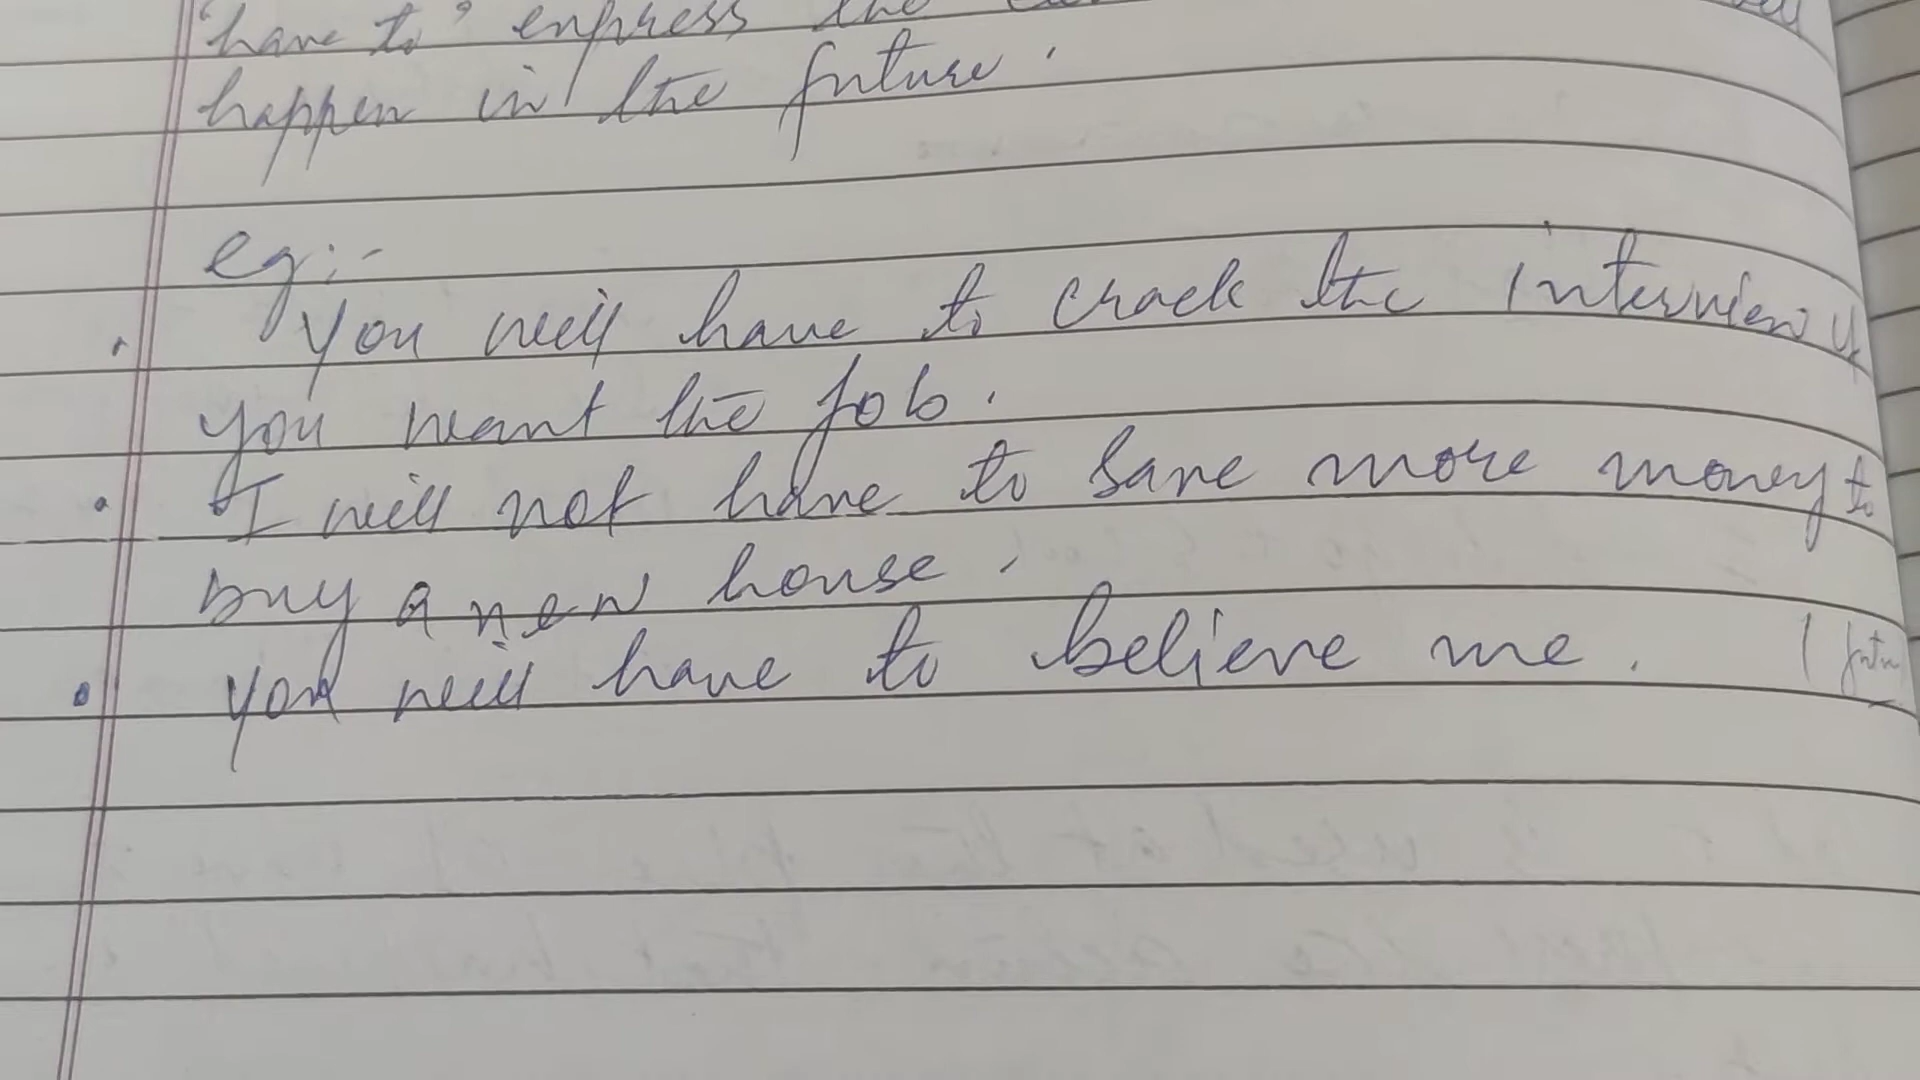 'have to' express the
happen in the future.
eg:-
You will have to crack the interview if
you want the job.
I will not have to save more money to
buy a new house.
you will have to believe me.